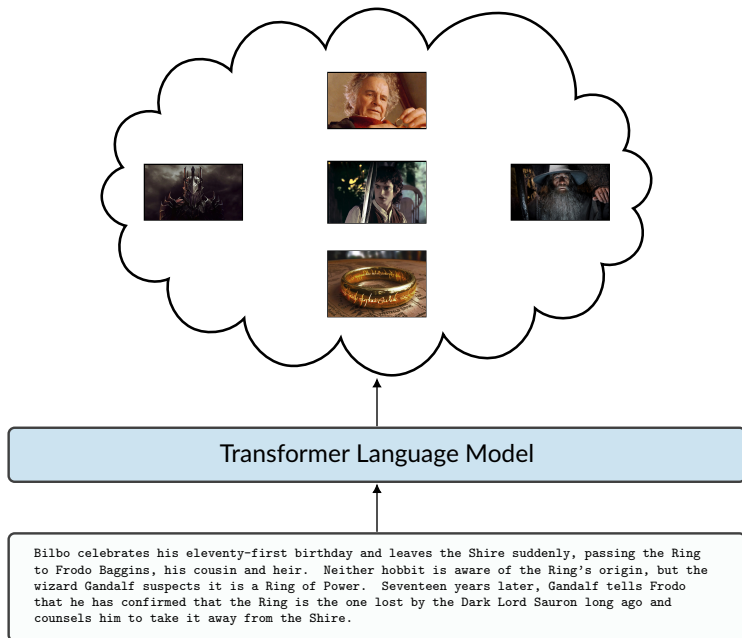 Transformer Language Model
Bilbo celebrates his eleventy-first birthday and leaves the Shire suddenly, passing the Ring
to Frodo Baggins, his cousin and heir. Neither hobbit is aware of the Ring's origin, but the
wizard Gandalf suspects it is a Ring of Power. Seventeen years later, Gandalf tells Frodo
that he has confirmed that the Ring is the one lost by the Dark Lord Sauron long ago and
counsels him to take it away from the Shire.